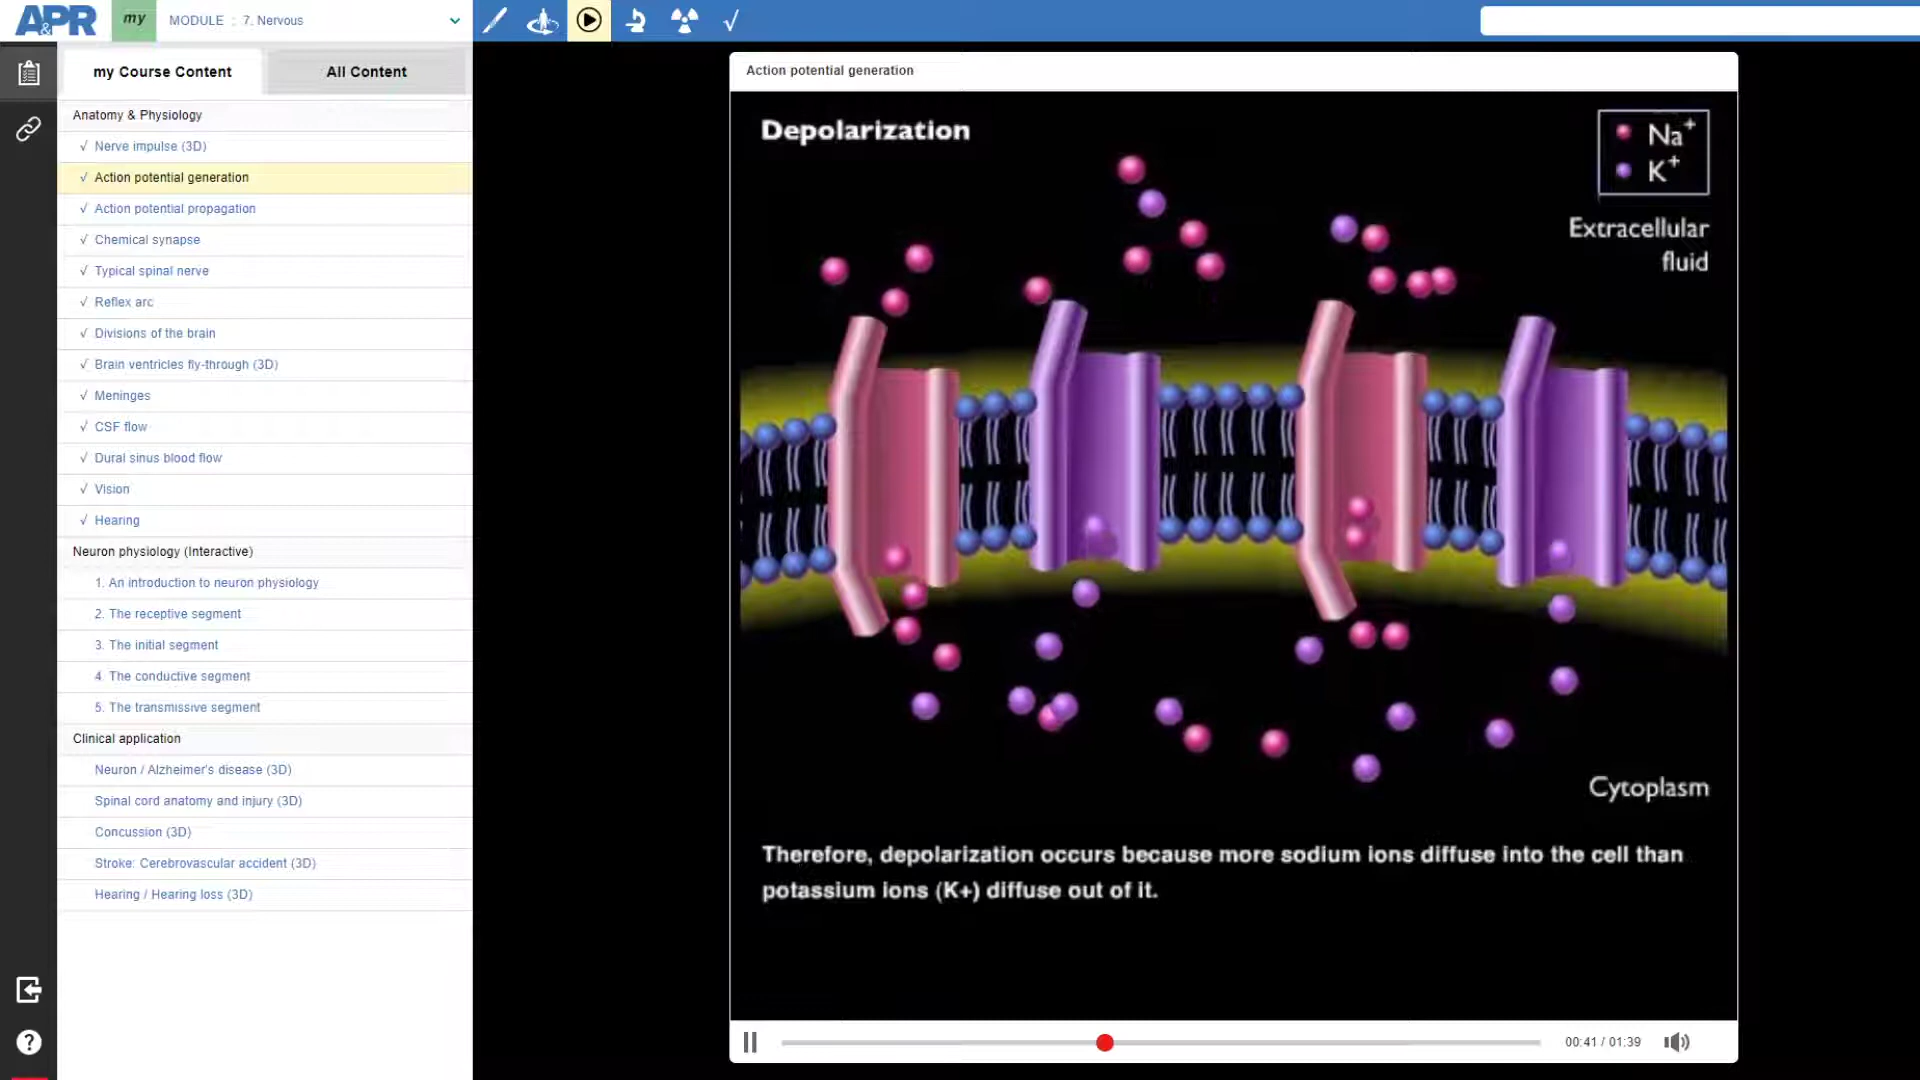 A&PR
my
MODULE : 7. Nervous
my Course Content
All Content
Anatomy & Physiology
√ Nerve impulse (3D)
√ Action potential generation
√ Action potential propagation
√ Chemical synapse
√ Typical spinal nerve
√ Reflex arc
√ Divisions of the brain
√ Brain ventricles fly-through (3D)
√ Meninges
√ CSF flow
√ Dural sinus blood flow
√ Vision
√ Hearing
Neuron physiology (Interactive)
1. An introduction to neuron physiology
2. The receptive segment
3. The initial segment
4. The conductive segment
5. The transmissive segment
Clinical application
Neuron / Alzheimer's disease (3D)
Spinal cord anatomy and injury (3D)
Concussion (3D)
Stroke: Cerebrovascular accident (3D)
Hearing / Hearing loss (3D)
Action potential generation
Depolarization
Na+
K+
Extracellular
fluid
Cytoplasm
Therefore, depolarization occurs because more sodium ions diffuse into the cell than
potassium ions (K+) diffuse out of it.
00:41 / 01:39